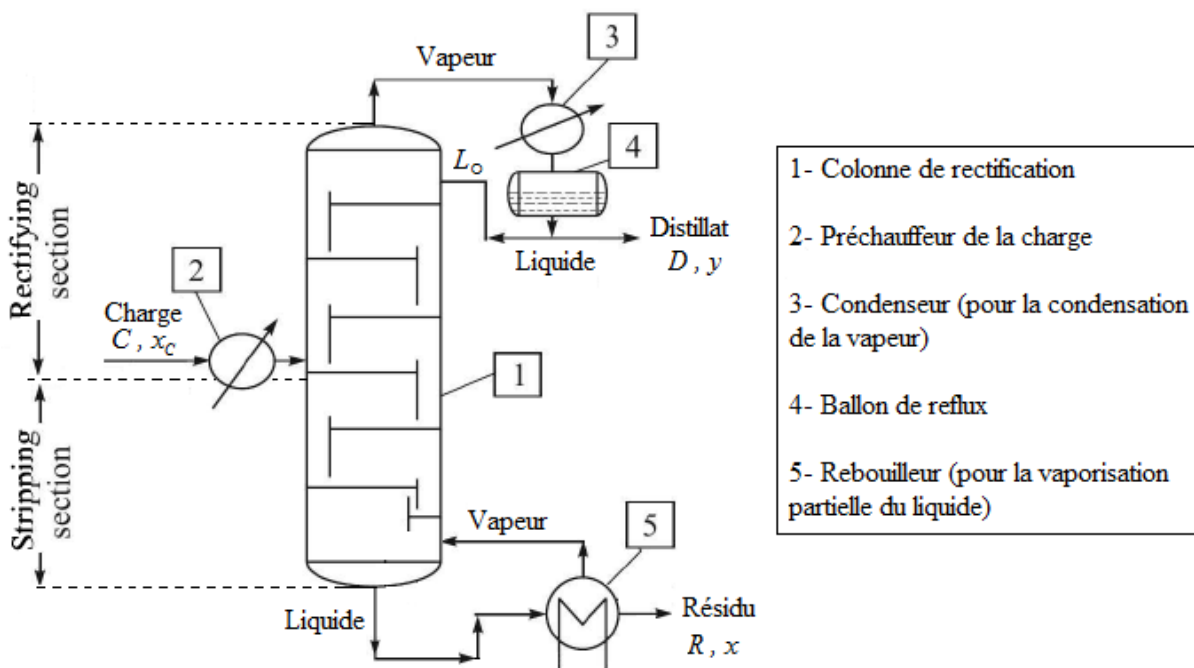 3
Vapeur
4
L₀
Rectifying
section
2
Distillat
Liquide
D , y
Charge
C , x_C
1
Stripping
section
Vapeur
5
Liquide
Résidu
R , x
1- Colonne de rectification
2- Préchauffeur de la charge
3- Condenseur (pour la condensation
de la vapeur)
4- Ballon de reflux
5- Rebouilleur (pour la vaporisation
partielle du liquide)